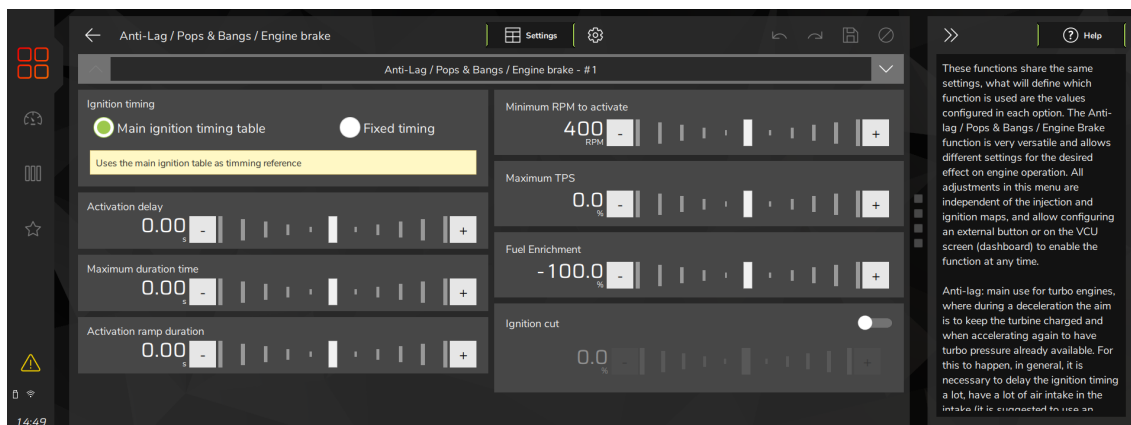 Anti-Lag / Pops & Bangs / Engine brake
Settings
Help
Anti-Lag / Pops & Bangs / Engine brake - #1
Ignition timing
Main ignition timing table
Fixed timing
Uses the main ignition table as timming reference
Activation delay
0.00 s
- +
Maximum duration time
0.00 s
- +
Activation ramp duration
0.00 s
- +
Minimum RPM to activate
400 RPM
- +
Maximum TPS
0.0 %
- +
Fuel Enrichment
-100.0 %
- +
Ignition cut
0.0 %
- +
These functions share the same
settings, what will define which
function is used are the values
configured in each option. The Anti-
lag / Pops & Bangs / Engine Brake
function is very versatile and allows
different settings for the desired
effect on engine operation. All
adjustments in this menu are
independent of the injection and
ignition maps, and allow configuring
an external button or on the VCU
screen (dashboard) to enable the
function at any time.
Anti-lag: main use for turbo engines,
where during a deceleration the aim
is to keep the turbine charged and
when accelerating again to have
turbo pressure already available. For
this to happen, in general, it is
necessary to delay the ignition timing
a lot, have a lot of air intake in the
intake (it is suggested to use an
14:49